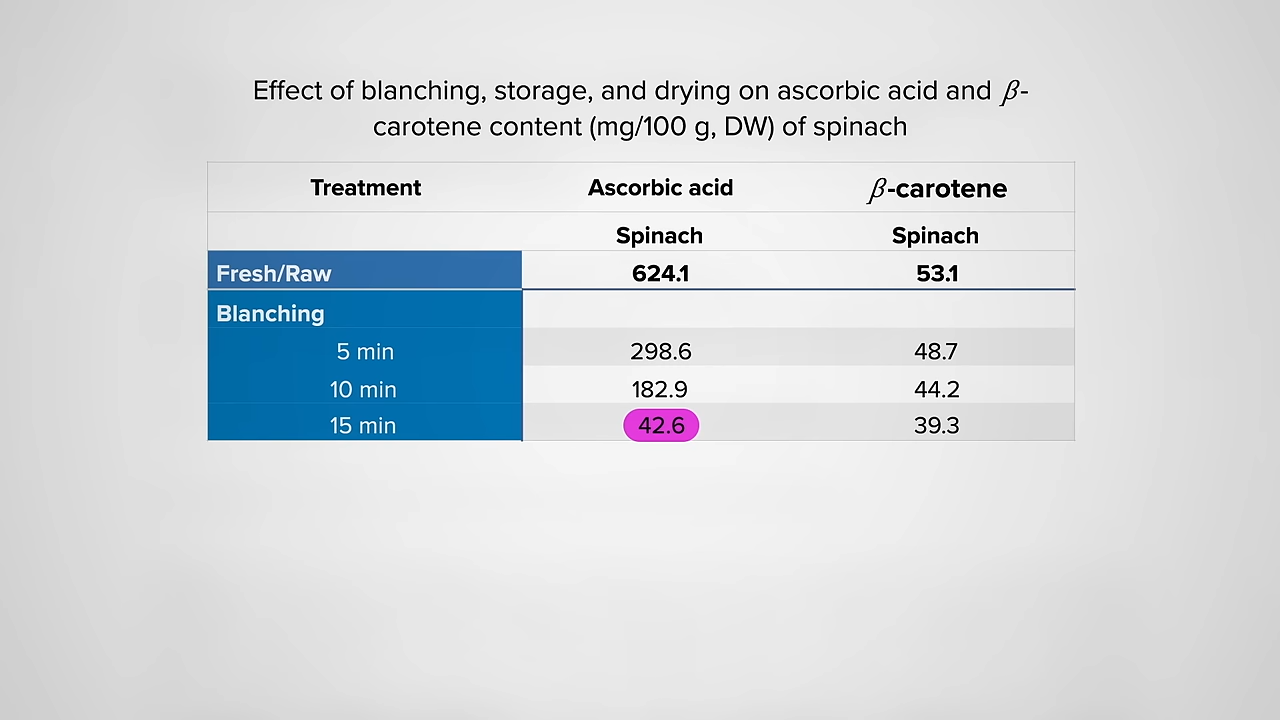 Effect of blanching, storage, and drying on ascorbic acid and β-
carotene content (mg/100 g, DW) of spinach
Treatment Ascorbic acid β-carotene
Spinach Spinach
Fresh/Raw 624.1 53.1
Blanching
5 min 298.6 48.7
10 min 182.9 44.2
15 min 42.6 39.3